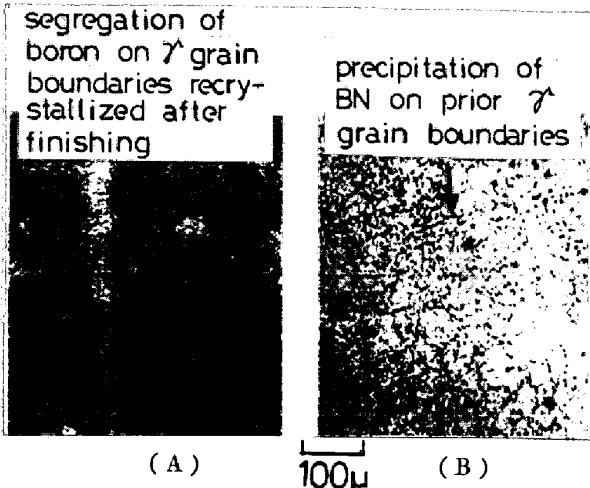 segregation of
boron on γ grain
boundaries recry-
stallized after
finishing
precipitation of
BN on prior γ
grain boundaries
(A)
100μ
(B)